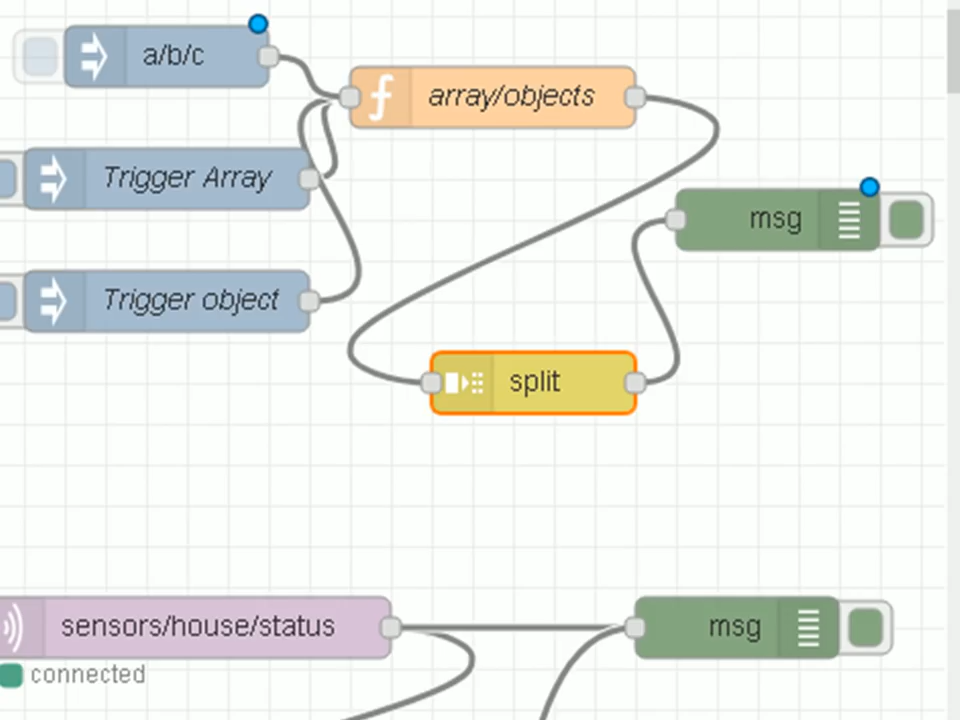 a/b/c
array/objects
Trigger Array
msg
Trigger object
split
sensors/house/status
msg
connected